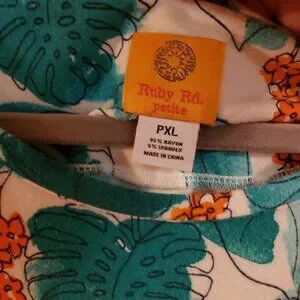 Ruby Rd.
petite
PXL
95% RAYON
5% SPANDEX
MADE IN CHINA